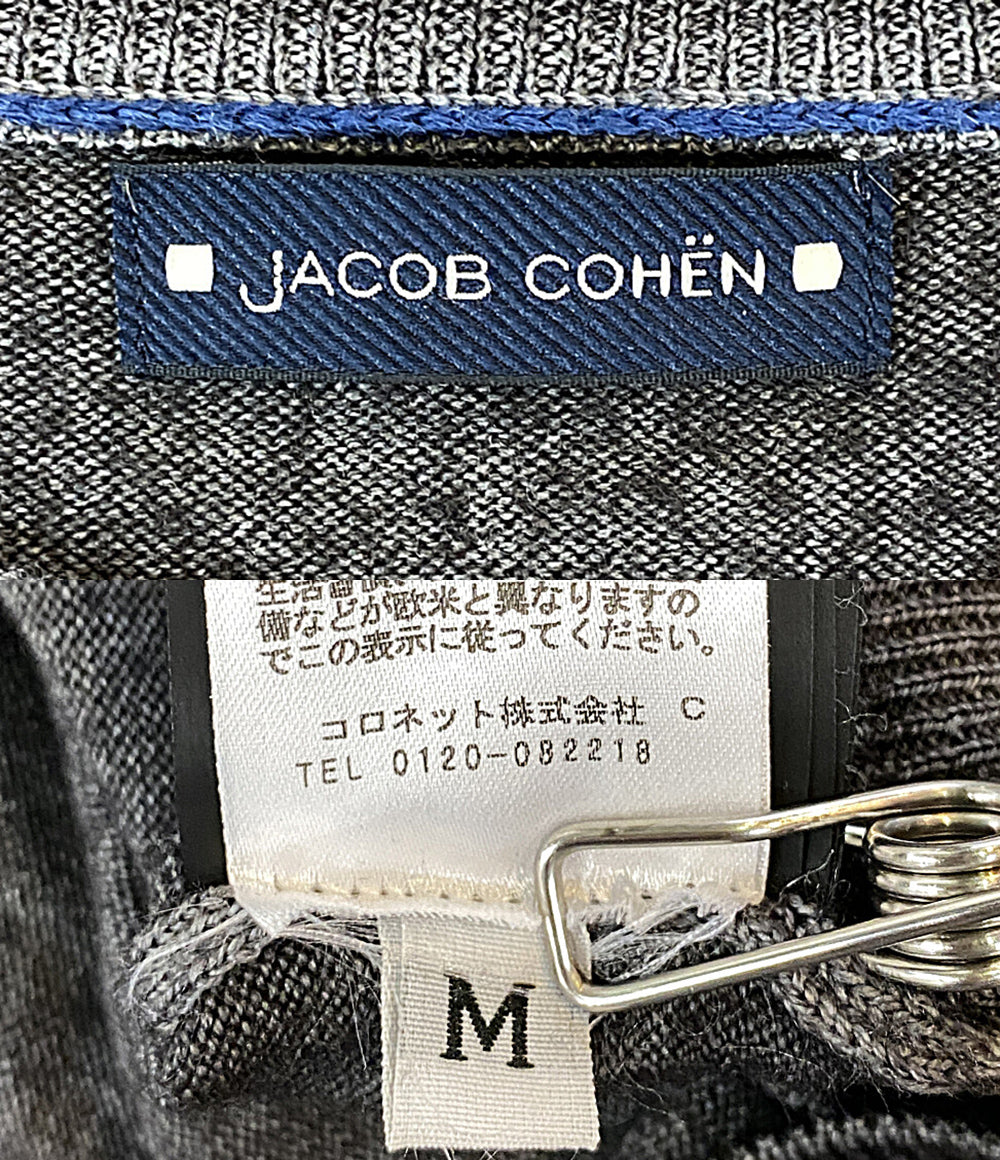 JACOB COHËN
備などが欧米と異なりますの
でこの表示に従ってください。
コロネット株式会社 C
TEL 0120-082218
M